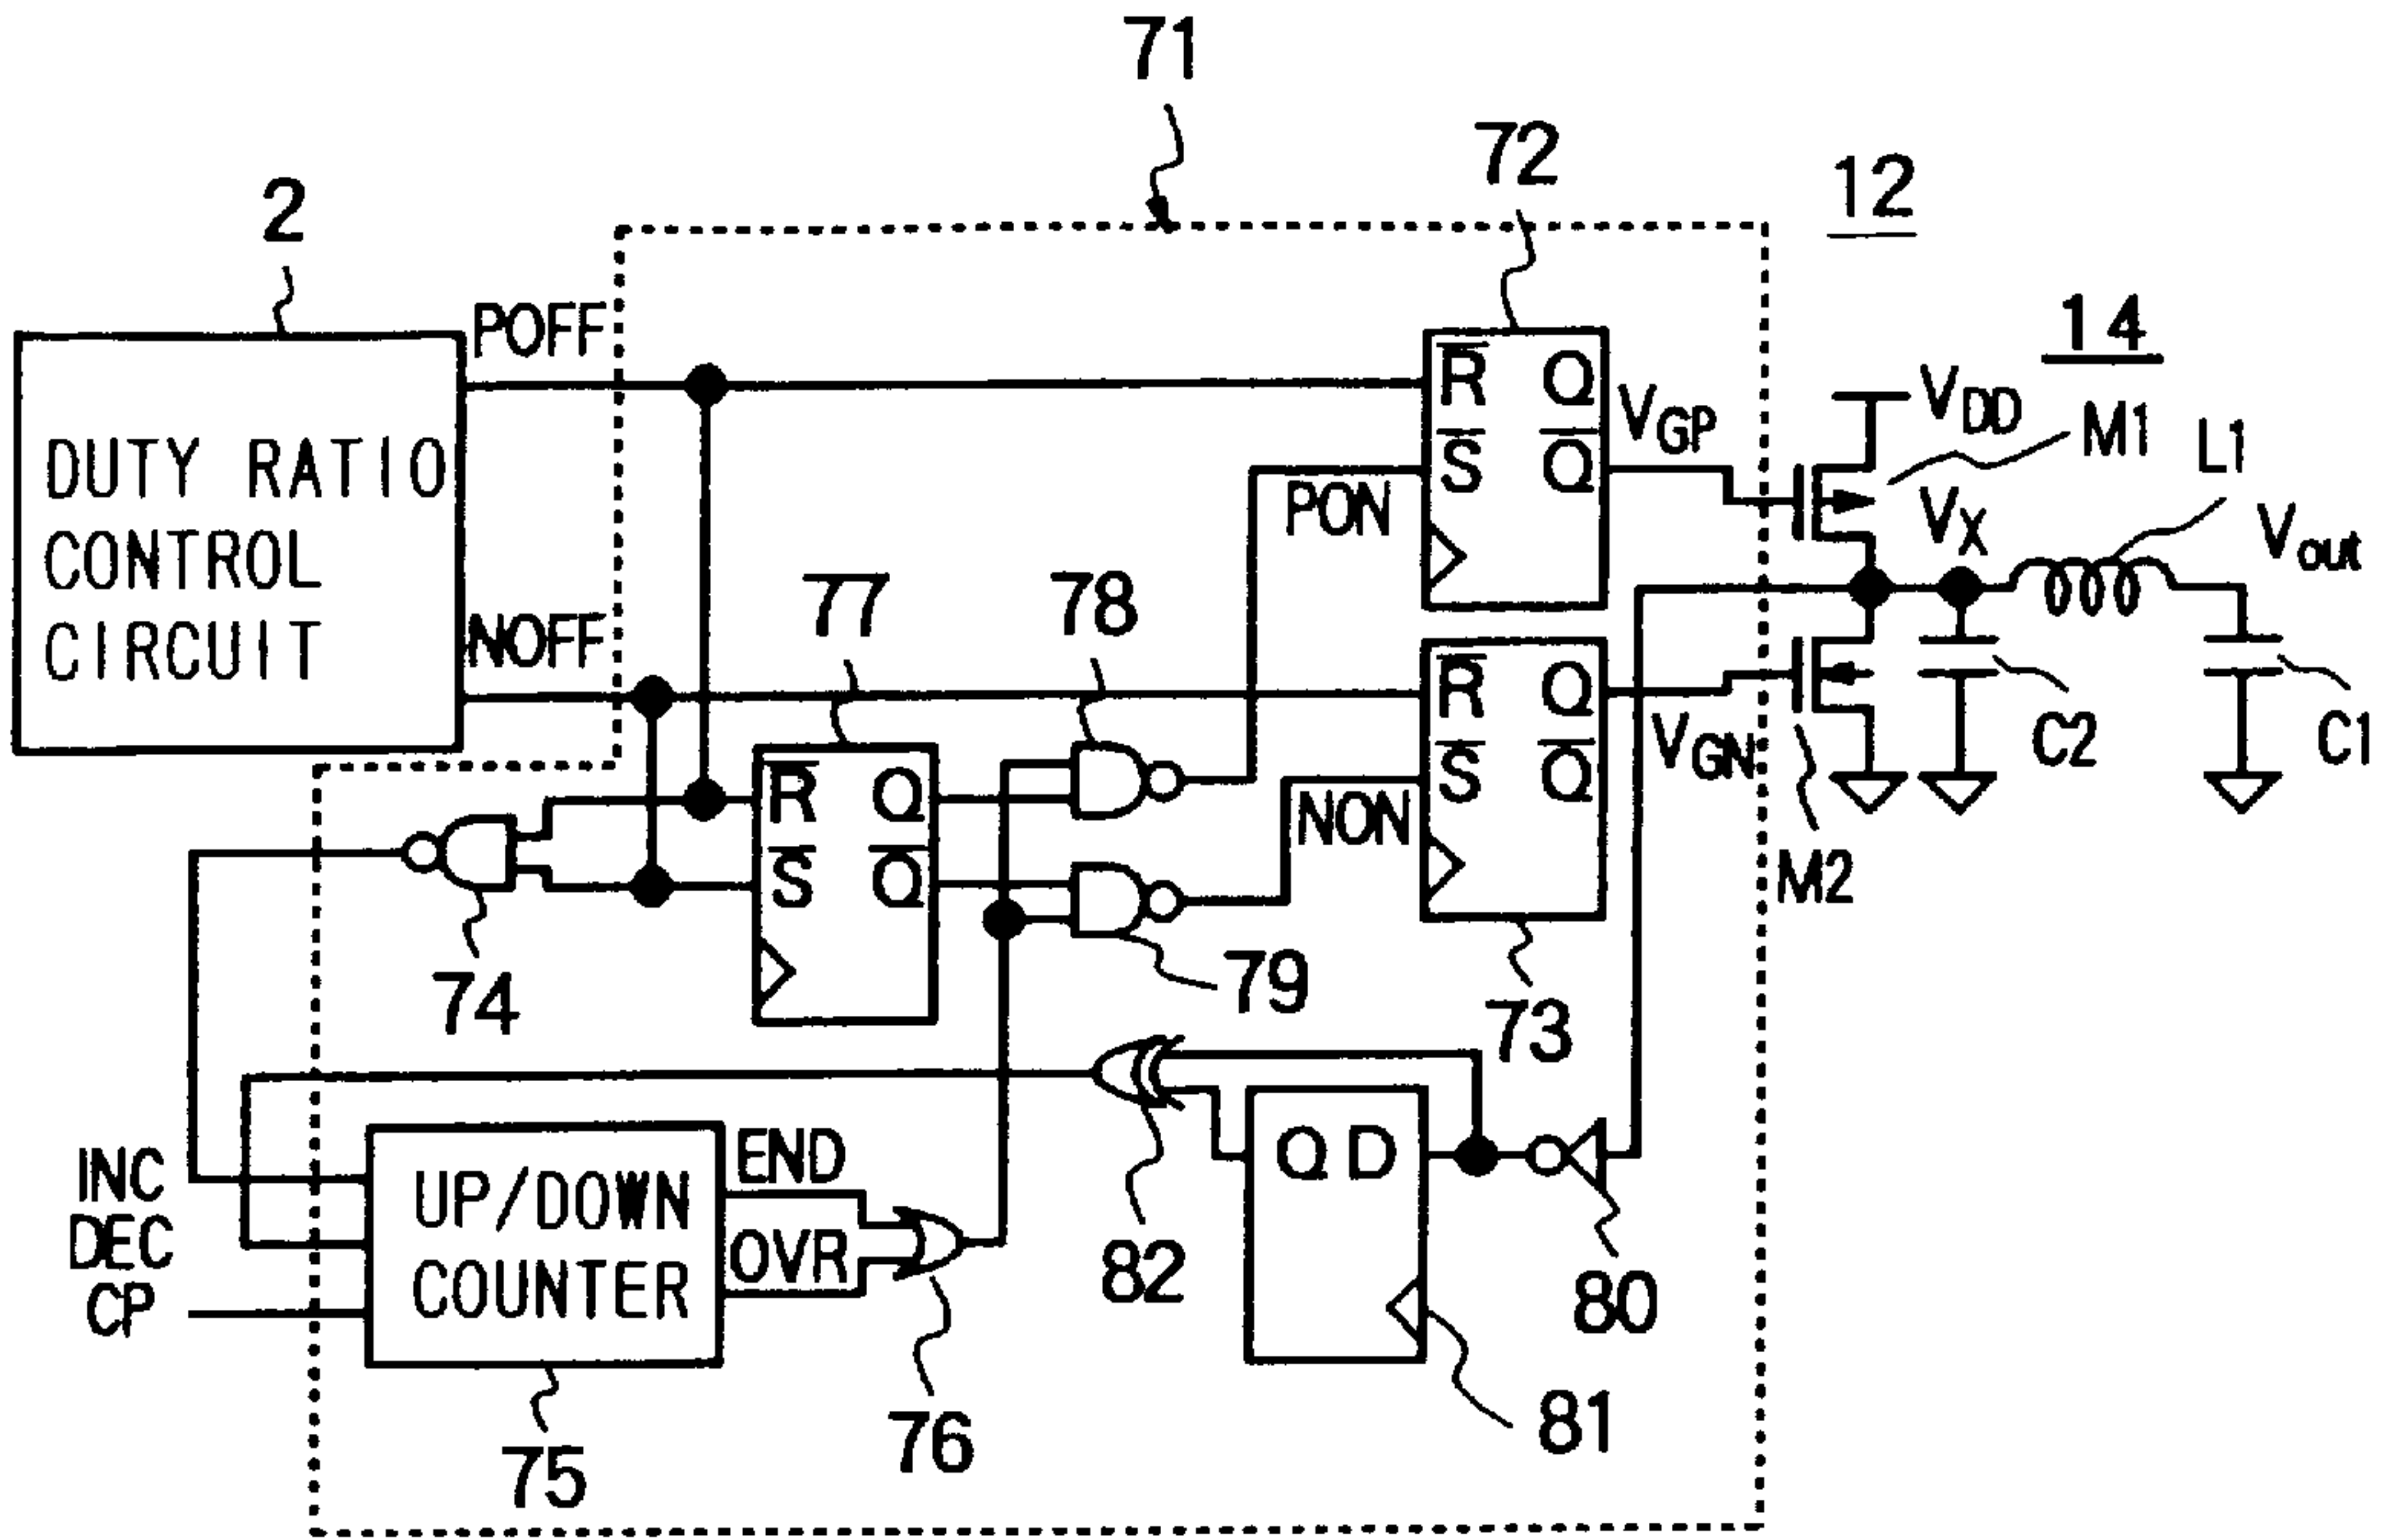 71
72
12
2
14
POFF
R̅ Q
VGP
VDD
M1
L1
S̅ Q̅
DUTY RATIO
CONTROL
CIRCUIT
PON
VX
Vout
77
78
NOFF
R̅ Q
VGN
C2
C1
S̅ Q̅
R̅ Q
NON
S̅ Q̅
M2
74
79
73
INC
DEC
CP
UP/DOWN
COUNTER
END
OVR
Q D
82
80
76
81
75